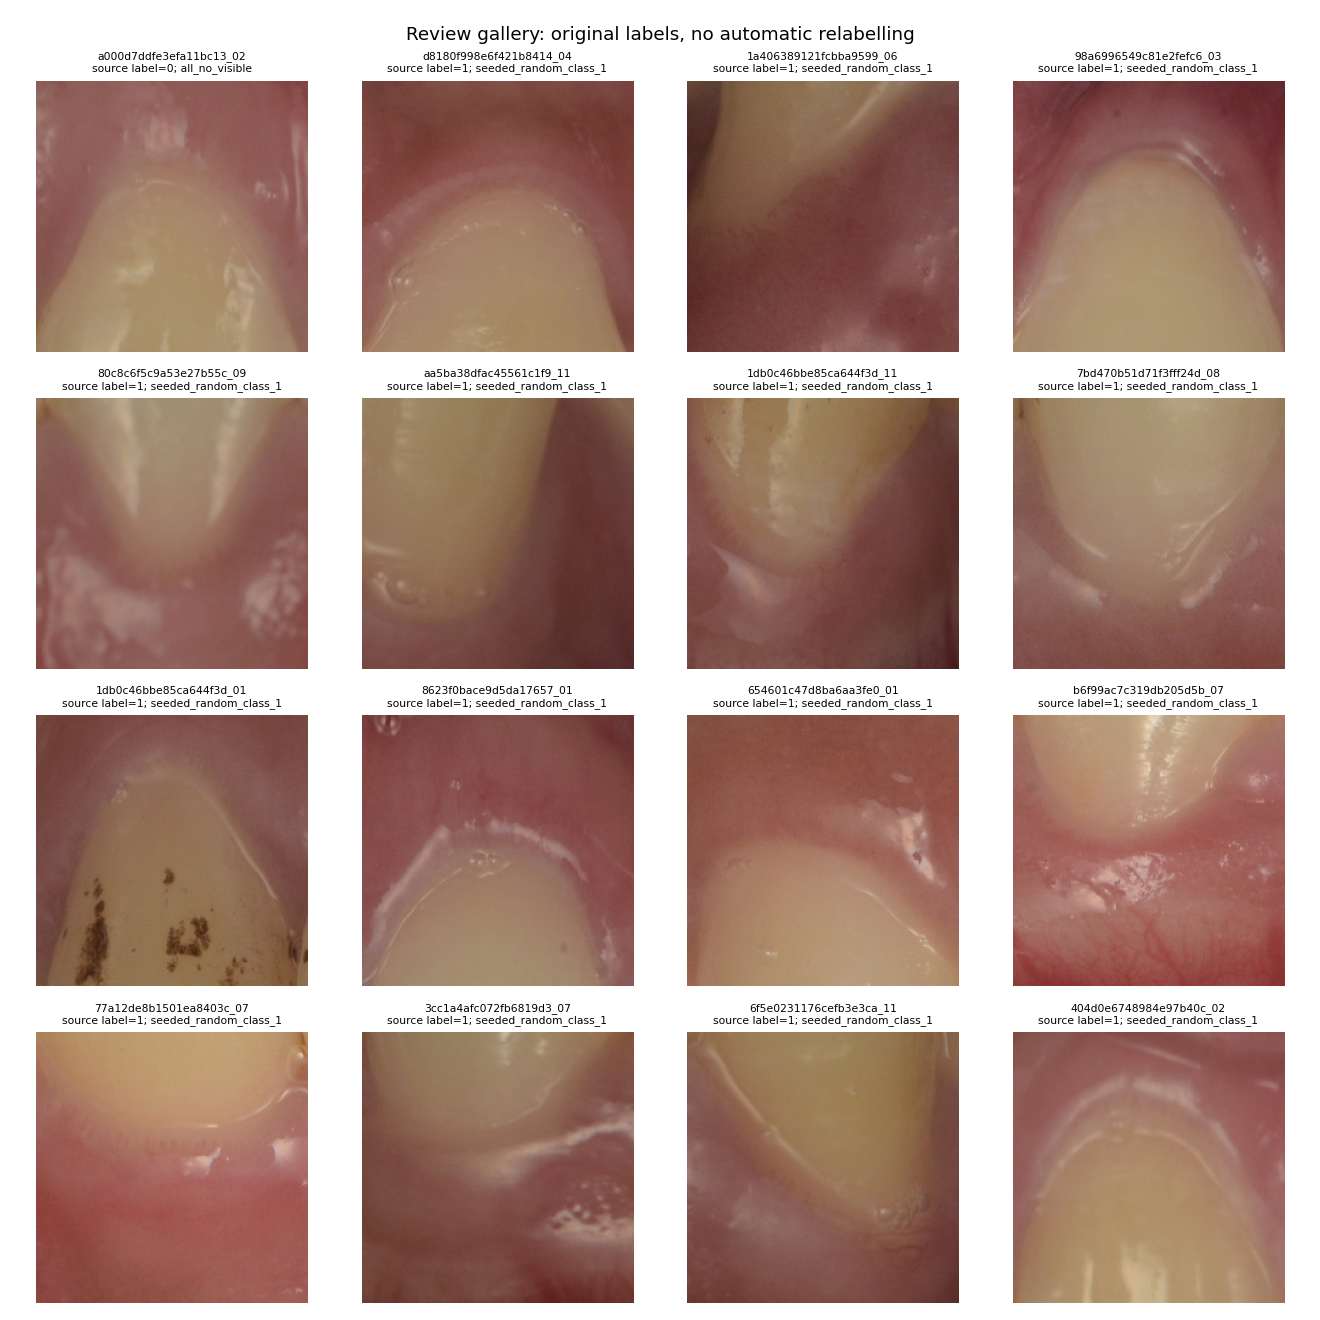 Review gallery: original labels, no automatic relabelling
a000d7ddfe3efa11bc13_02
source label=0; all_no_visible
d8180f998e6f421b8414_04
source label=1; seeded_random_class_1
1a406389121fcbba9599_06
source label=1; seeded_random_class_1
98a6996549c81e2fefc6_03
source label=1; seeded_random_class_1
80c8c6f5c9a53e27b55c_09
source label=1; seeded_random_class_1
aa5ba38dfac45561c1f9_11
source label=1; seeded_random_class_1
1db0c46bbe85ca644f3d_11
source label=1; seeded_random_class_1
7bd470b51d71f3fff24d_08
source label=1; seeded_random_class_1
1db0c46bbe85ca644f3d_01
source label=1; seeded_random_class_1
8623f0bace9d5da17657_01
source label=1; seeded_random_class_1
654601c47d8ba6aa3fe0_01
source label=1; seeded_random_class_1
b6f99ac7c319db205d5b_07
source label=1; seeded_random_class_1
77a12de8b1501ea8403c_07
source label=1; seeded_random_class_1
3cc1a4afc072fb6819d3_07
source label=1; seeded_random_class_1
6f5e0231176cefb3e3ca_11
source label=1; seeded_random_class_1
404d0e6748984e97b40c_02
source label=1; seeded_random_class_1